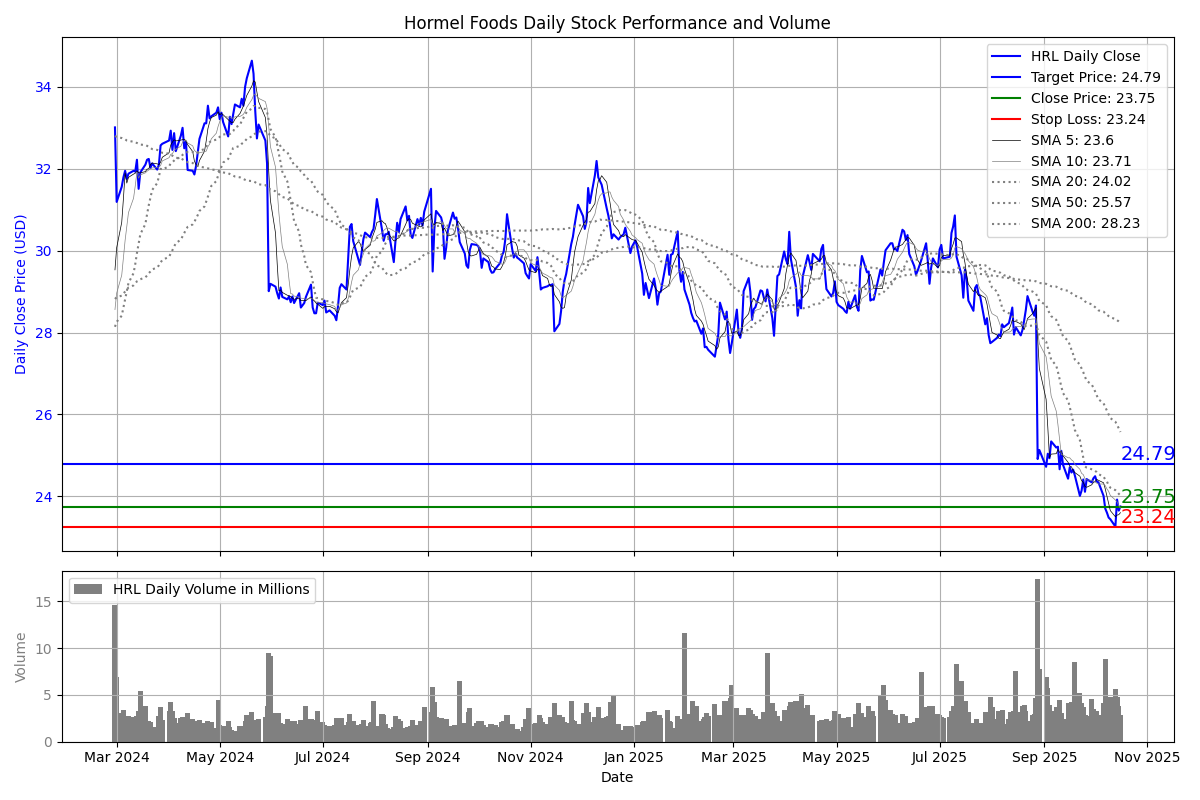 Hormel Foods Daily Stock Performance and Volume
HRL Daily Close
Target Price: 24.79
Close Price: 23.75
Stop Loss: 23.24
SMA 5: 23.6
SMA 10: 23.71
SMA 20: 24.02
SMA 50: 25.57
SMA 200: 28.23
Daily Close Price (USD)
34
32
30
28
26
24
24.79
23.75
23.24
HRL Daily Volume in Millions
Volume
15
10
5
0
Mar 2024 May 2024 Jul 2024 Sep 2024 Nov 2024 Jan 2025 Mar 2025 May 2025 Jul 2025 Sep 2025 Nov 2025
Date